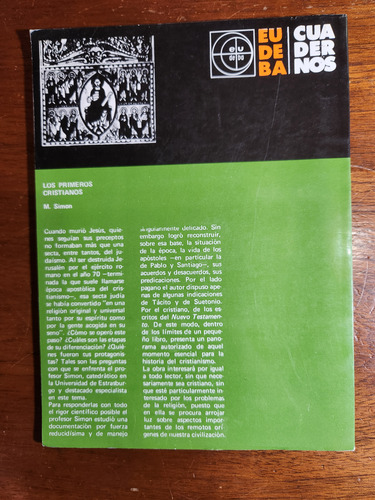 eu
de ba
EU
DE
BA
CUA
DER
NOS
LOS PRIMEROS
CRISTIANOS
M. Simon
Cuando murió Jesús, quie-
nes seguían sus preceptos
no formaban más que una
secta, entre tantos, del ju-
daísmo. Al ser destruida Je-
rusalén por el ejército roma-
no en el año 70 —termi-
nada la que suele llamarse
época apostólica del cris-
tianismo—, esa secta judía
se había convertido "en una
religión original y universal
tanto por su espíritu como
por la gente acogida en su
seno". ¿Cómo se operó este
paso? ¿Cuáles son las etapas
de su diferenciación? ¿Quié-
nes fueron sus protagonis-
tas? Tales son las preguntas
con que se enfrenta el pro-
fesor Simon, catedrático en
la Universidad de Estrasbur-
go y destacado especialista
en este tema.
Para responderlas con todo
el rigor científico posible el
profesor Simon estudió una
documentación por fuerza
reducidísima y de manejo
singularmente delicado. Sin
embargo logró reconstruir,
sobre esa base, la situación
de la época, la vida de los
apóstoles —en particular la
de Pablo y Santiago—, sus
acuerdos y desacuerdos, sus
predicaciones. Por el lado
pagano el autor dispuso ape-
nas de algunas indicaciones
de Tácito y de Suetonio.
Por el cristiano, de los es-
critos del Nuevo Testamen-
to. De este modo, dentro
de los límites de un peque-
ño libro, presenta un pano-
rama autorizado de aquel
momento esencial para la
historia del cristianismo.
La obra interesará por igual
a todo lector, sin que nece-
sariamente sea cristiano, sin
que esté particularmente in-
teresado por los problemas
de la religión, puesto que
en ella se procura arrojar
luz sobre aspectos impor-
tantes de los remotos orí-
genes de nuestra civilización.